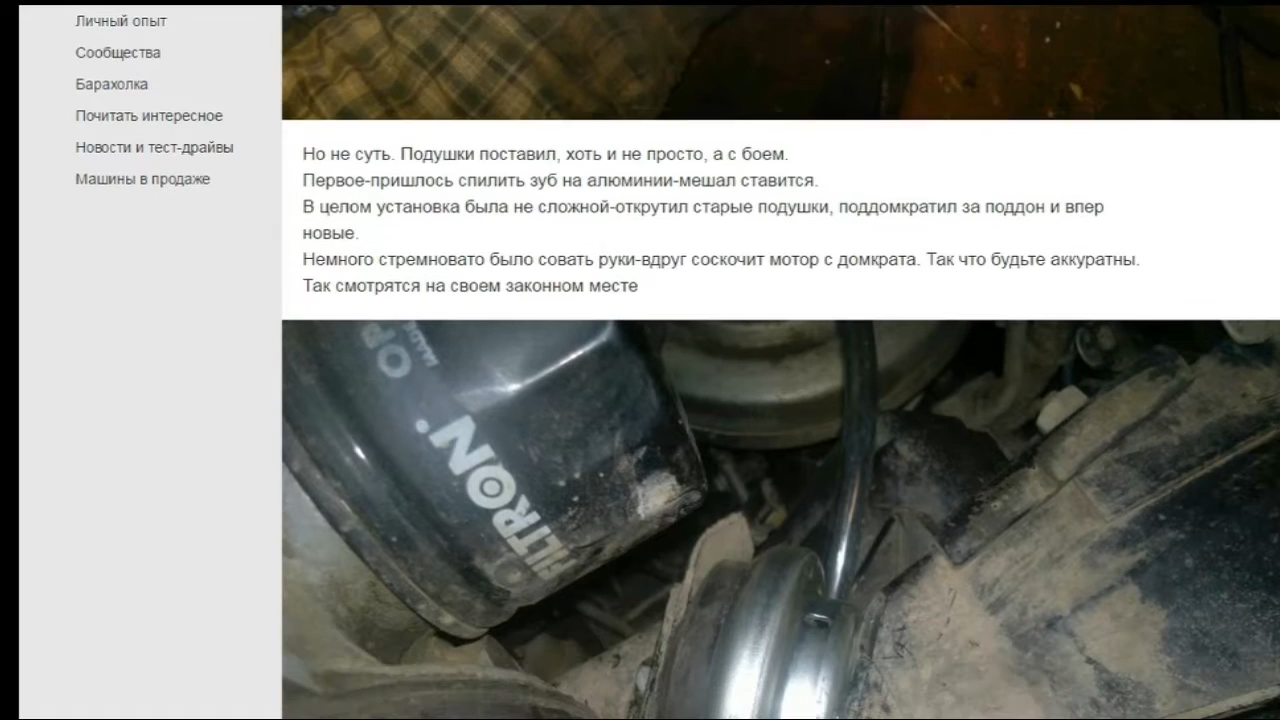 Личный опыт
Сообщества
Барахолка
Почитать интересное
Новости и тест-драйвы
Машины в продаже
Но не суть. Подушки поставил, хоть и не просто, а с боем.
Первое-пришлось спилить зуб на алюминии-мешал ставится.
В целом установка была не сложной-открутил старые подушки, поддомкратил за поддон и впер
новые.
Немного стремновато было совать руки-вдруг соскочит мотор с домкрата. Так что будьте аккуратны.
Так смотрятся на своем законном месте
OP
MADE
FILTRON